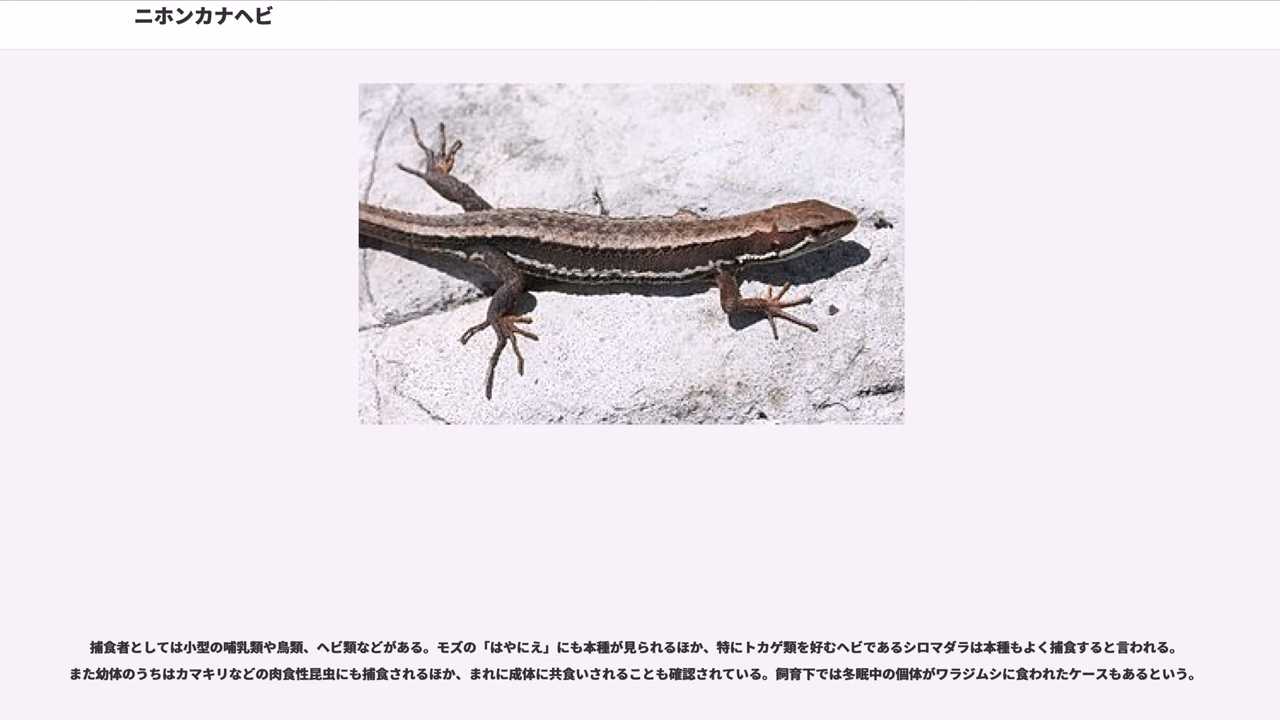 ニホンカナヘビ
捕食者としては小型の哺乳類や鳥類、ヘビ類などがある。モズの「はやにえ」にも本種が見られるほか、特にトカゲ類を好むヘビであるシロマダラは本種もよく捕食すると言われる。
また幼体のうちはカマキリなどの肉食性昆虫にも捕食されるほか、まれに成体に共食いされることも確認されている。飼育下では冬眠中の個体がワラジムシに食われたケースもあるという。